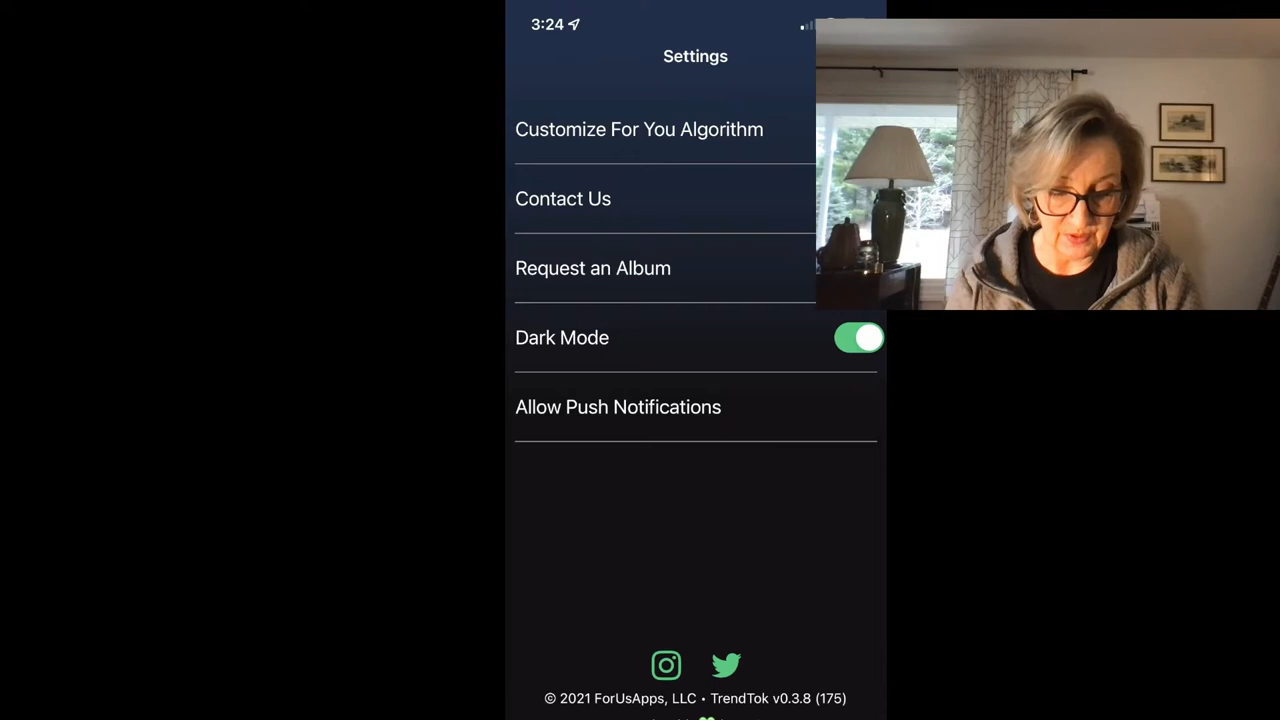 3:24
Settings
Customize For You Algorithm
Contact Us
Request an Album
Dark Mode
Allow Push Notifications
© 2021 ForUsApps, LLC • TrendTok v0.3.8 (175)